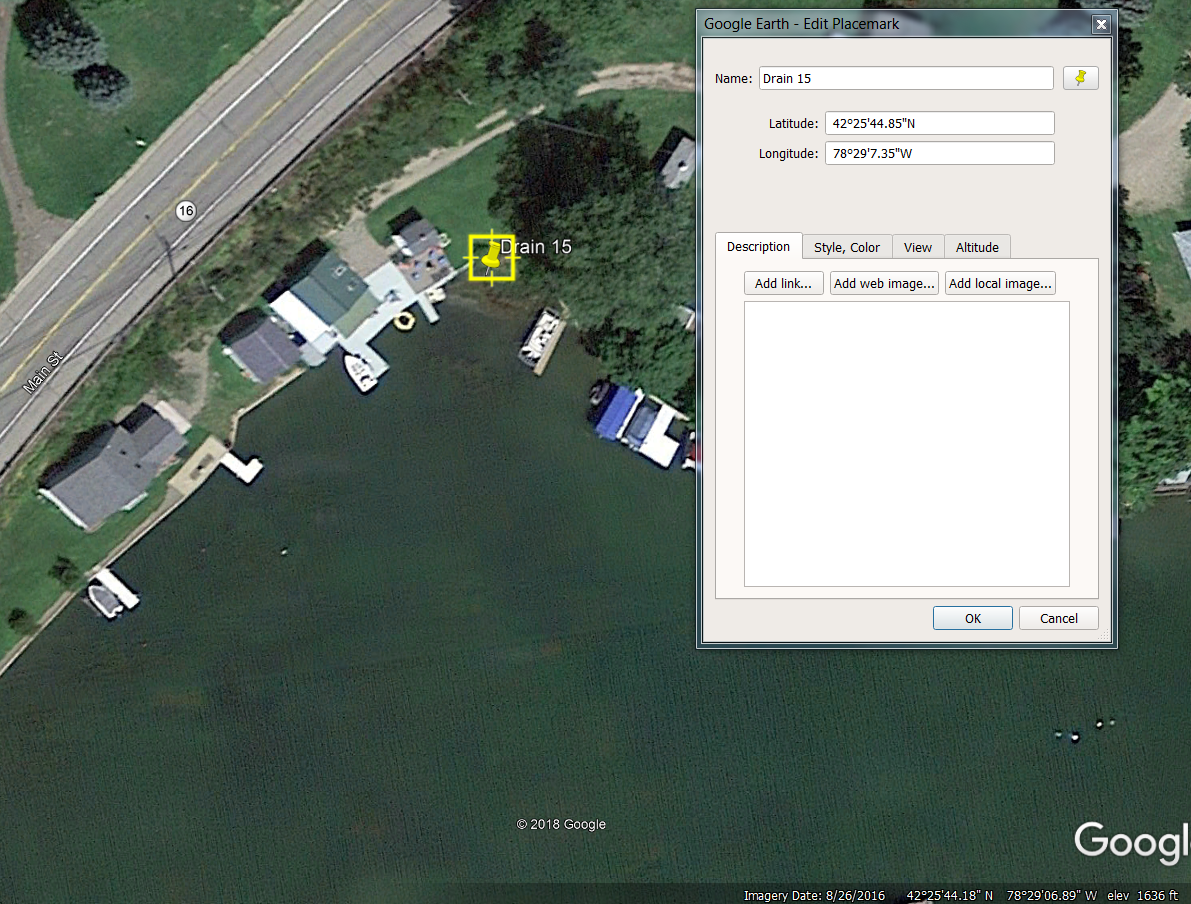 Google Earth - Edit Placemark
Name: Drain 15
Latitude: 42°25'44.85"N
Longitude: 78°29'7.35"W
Description Style, Color View Altitude
Add link... Add web image... Add local image...
OK Cancel
16
Drain 15
Main St
© 2018 Google
Google
Imagery Date: 8/26/2016 42°25'44.18" N 78°29'06.89" W elev 1636 ft